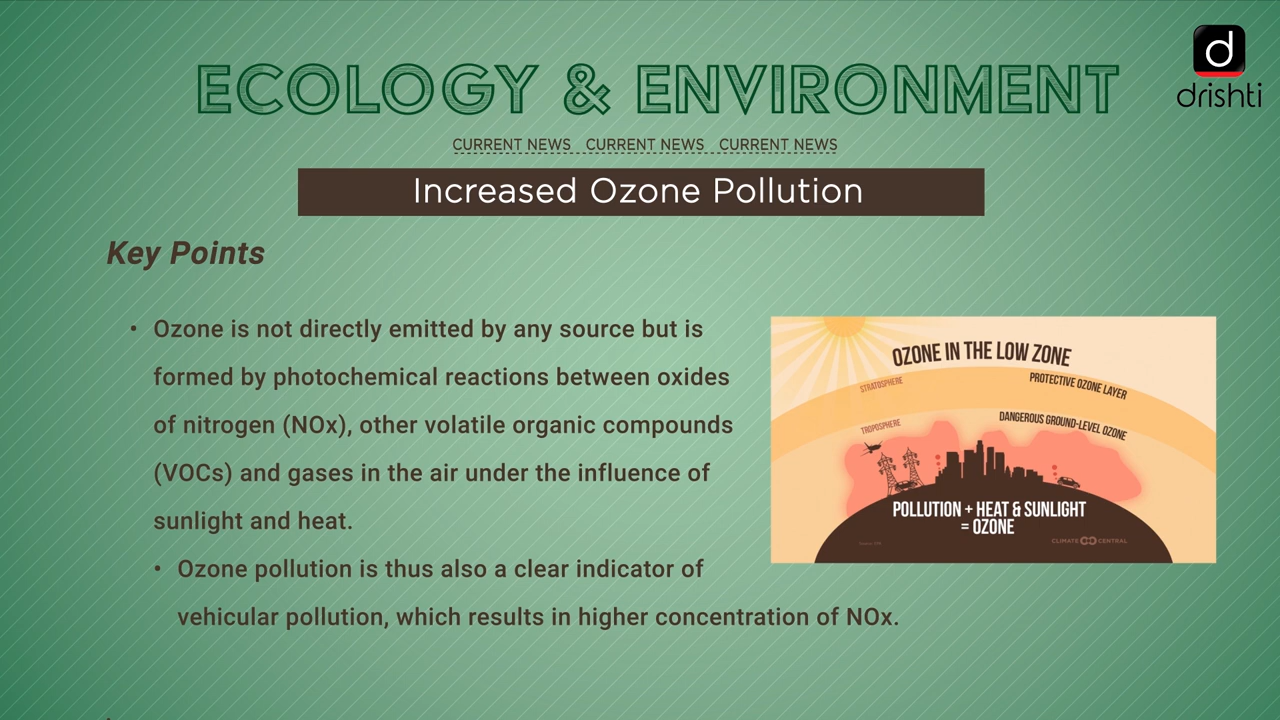 ECOLOGY & ENVIRONMENT
d
drishti
CURRENT NEWS CURRENT NEWS CURRENT NEWS
Increased Ozone Pollution
Key Points
• Ozone is not directly emitted by any source but is
formed by photochemical reactions between oxides
of nitrogen (NOx), other volatile organic compounds
(VOCs) and gases in the air under the influence of
sunlight and heat.
• Ozone pollution is thus also a clear indicator of
vehicular pollution, which results in higher concentration of NOx.
OZONE IN THE LOW ZONE
STRATOSPHERE
PROTECTIVE OZONE LAYER
TROPOSPHERE
DANGEROUS GROUND-LEVEL OZONE
POLLUTION + HEAT & SUNLIGHT
= OZONE
CLIMATE CENTRAL